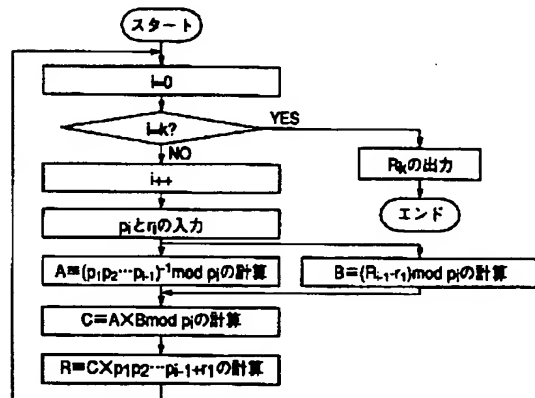 スタート
i=0
i=k?
YES
NO
i++
Rkの出力
エンド
piとriの入力
A≡(p1p2…pi-1)-1mod piの計算
B≡(Ri-1-r1)mod piの計算
C≡A×Bmod piの計算
R≡C×p1p2…pi-1+r1の計算